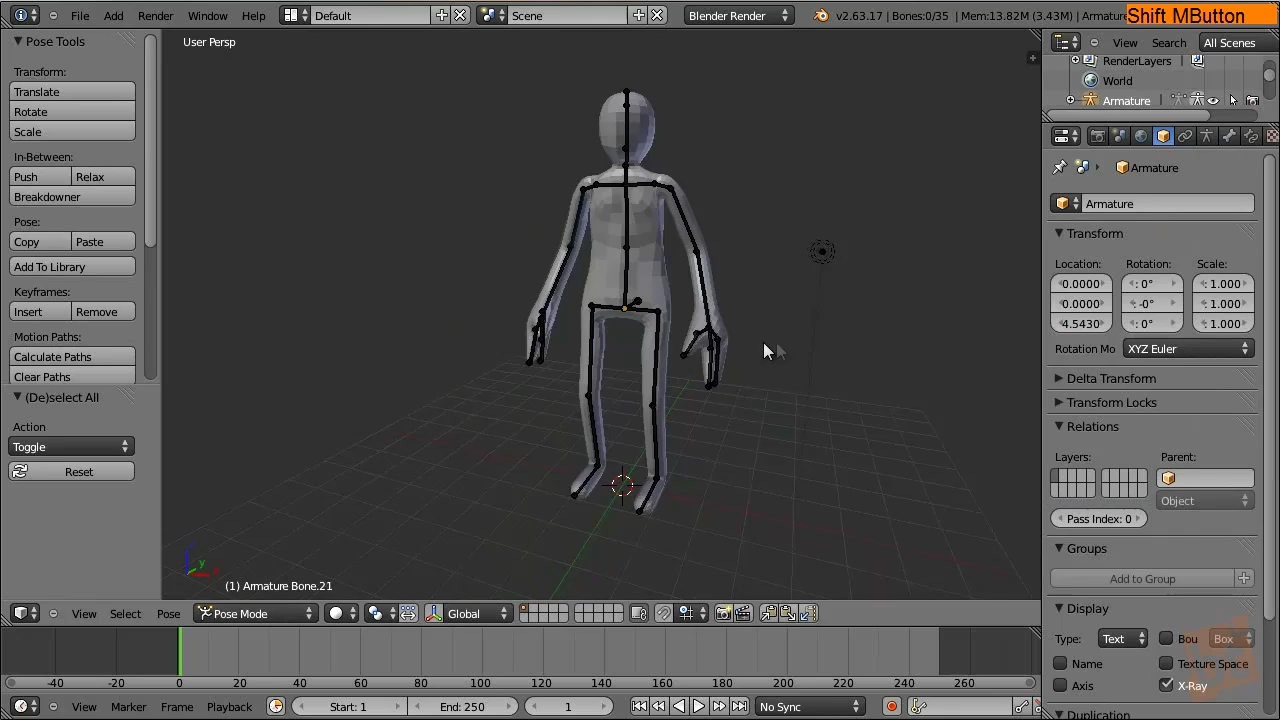 File Add Render Window Help Default Scene Blender Render v2.63.17 | Bones:0/35 | Mem:13.82M (3.43M) | Armature
Shift MButton
Pose Tools
Transform:
Translate
Rotate
Scale
In-Between:
Push Relax
Breakdowner
Pose:
Copy Paste
Add To Library
Keyframes:
Insert Remove
Motion Paths:
Calculate Paths
Clear Paths
(De)select All
Action
Toggle
Reset
User Persp
z
y
x
(1) Armature Bone.21
View Select Pose Pose Mode Global
-40 -20 0 20 40 60 80 100 120 140 160 180 200 220 240 260
View Marker Frame Playback Start: 1 End: 250 1 No Sync
View Search All Scenes
RenderLayers
World
Armature
Armature
Armature
Transform
Location: Rotation: Scale:
0.0000 : 0° : 1.000
0.0000 : -0° : 1.000
4.5430 : 0° : 1.000
Rotation Mo XYZ Euler
Delta Transform
Transform Locks
Relations
Layers: Parent:
Object
Pass Index: 0
Groups
Add to Group
Display
Type: Text Bou Box
Name Texture Space
Axis X-Ray
Duplication